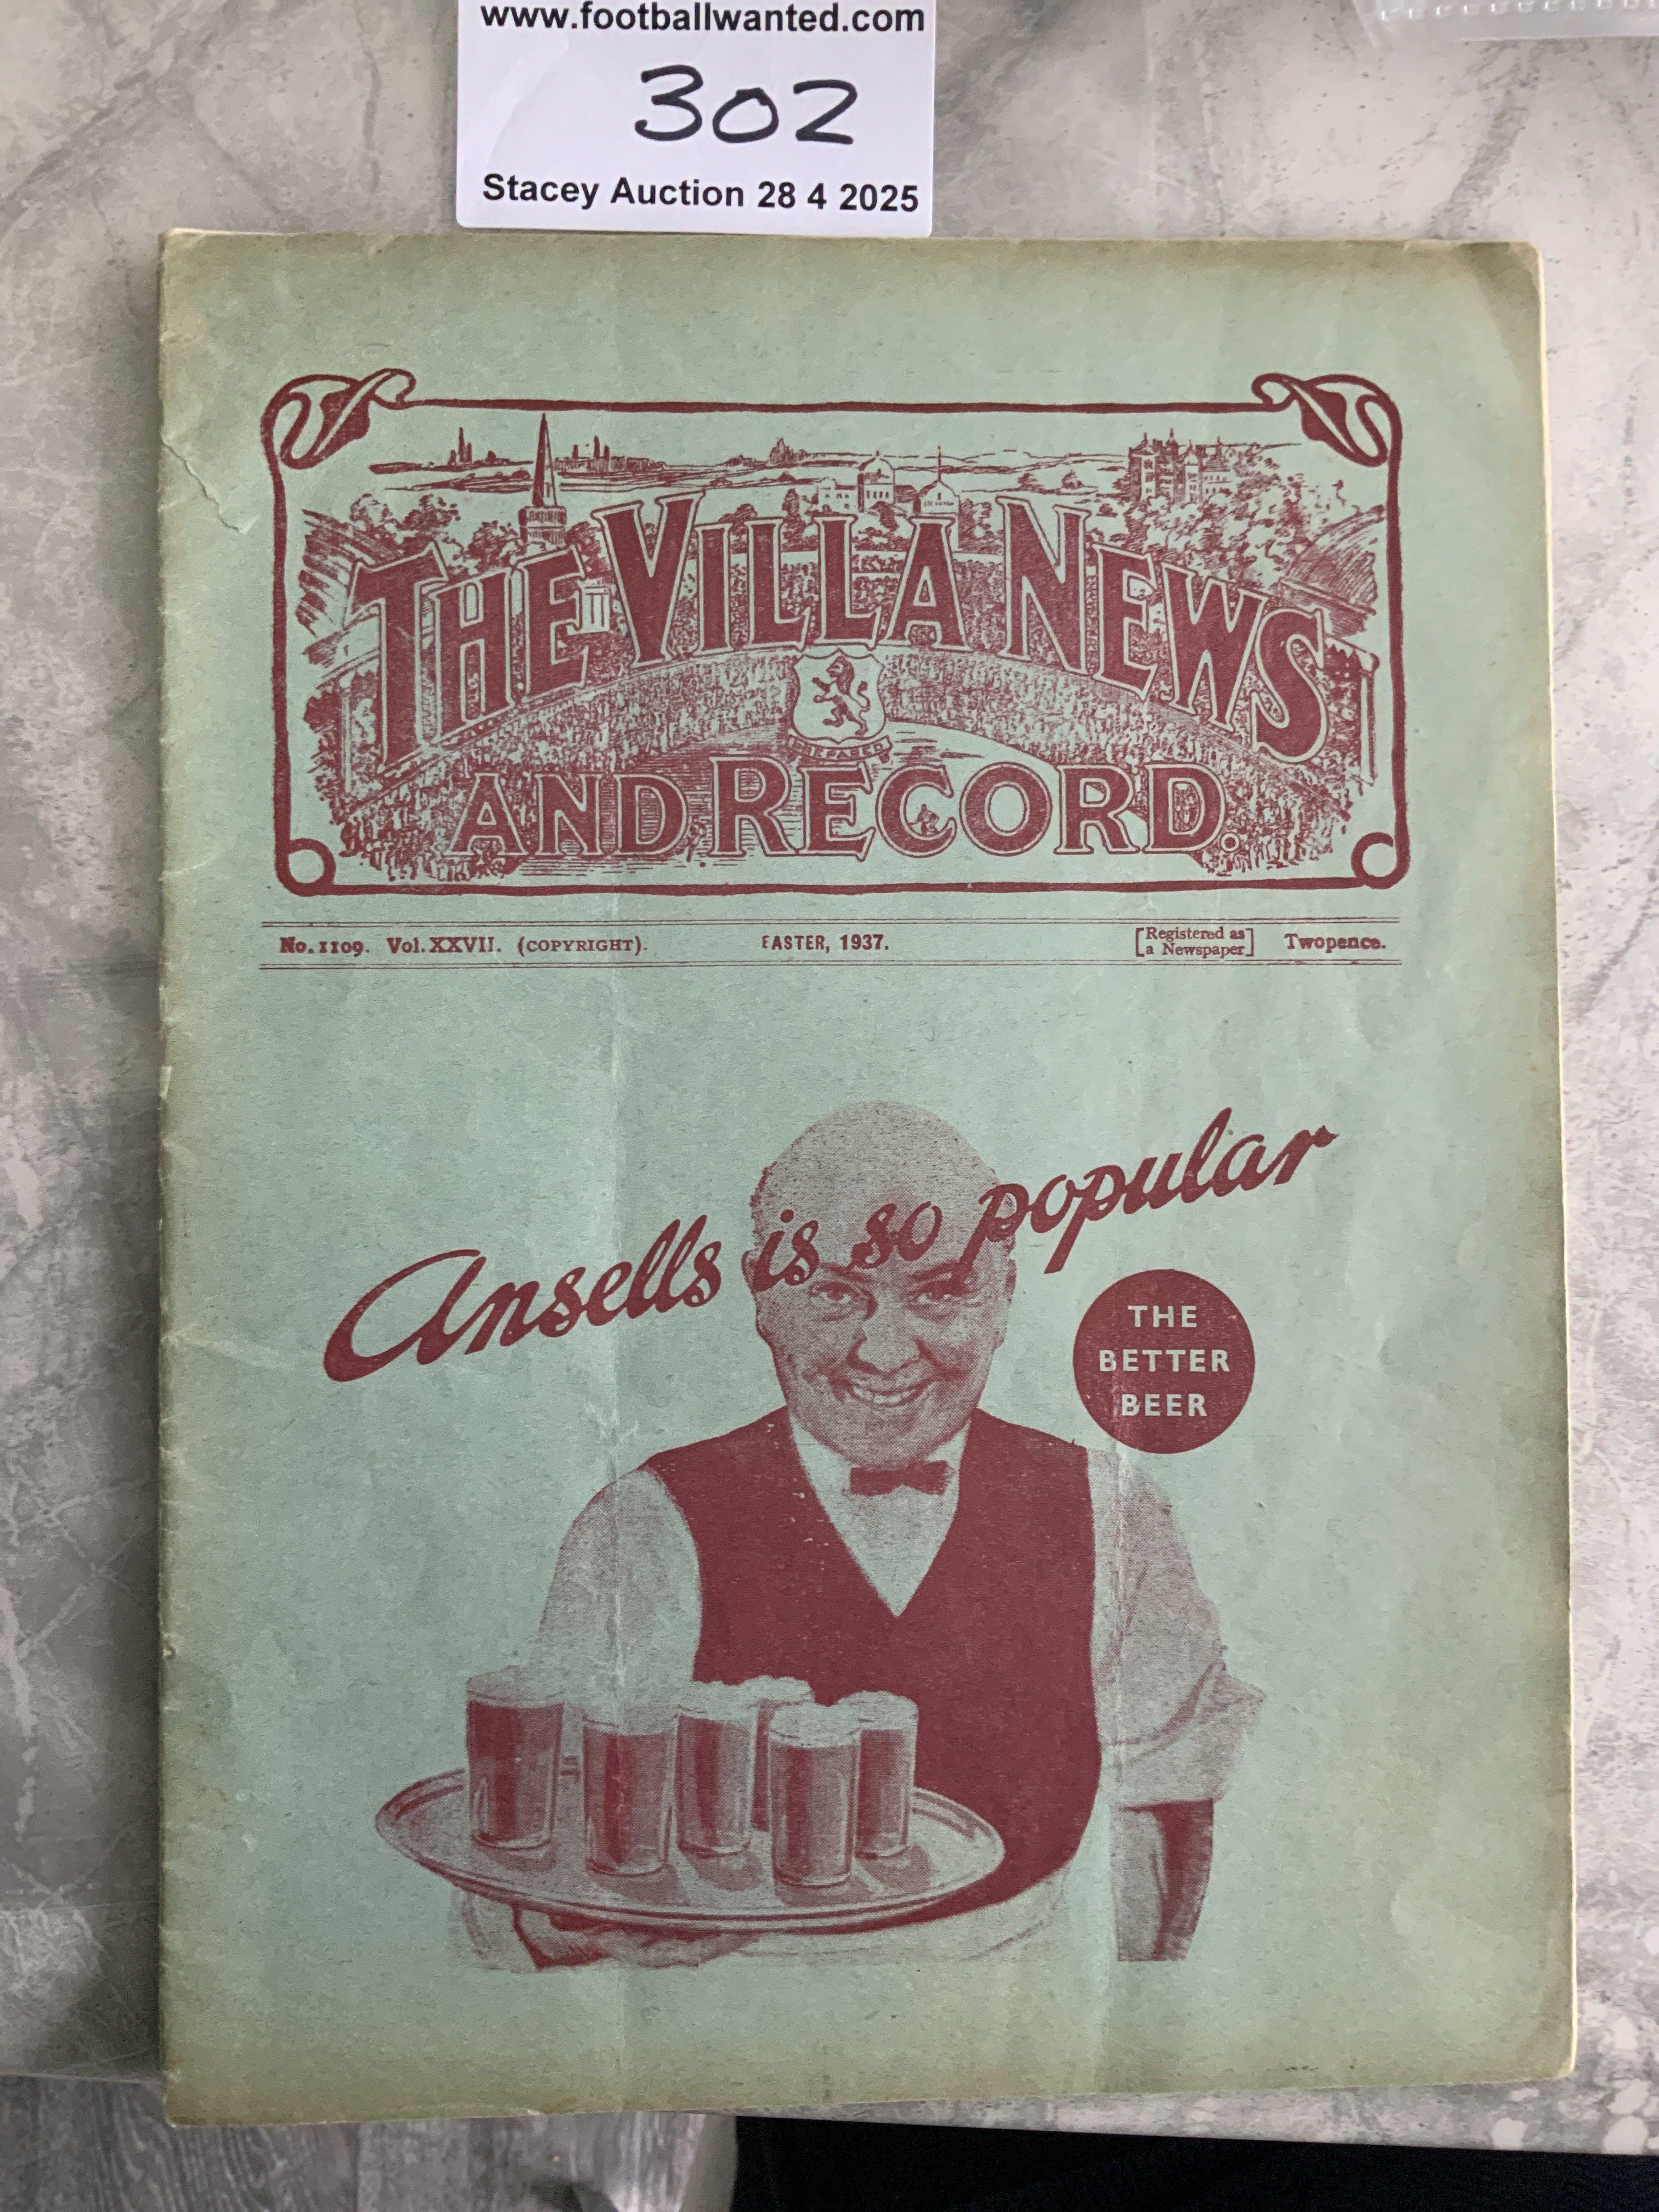 www.footballwanted.com
302
Stacey Auction 28 4 2025
THE VILLA NEWS
PREPARED
AND RECORD.
No. 1109. Vol. XXVII. (COPYRIGHT). EASTER, 1937. [Registered as a Newspaper] Twopence.
Ansells is so popular
THE
BETTER
BEER